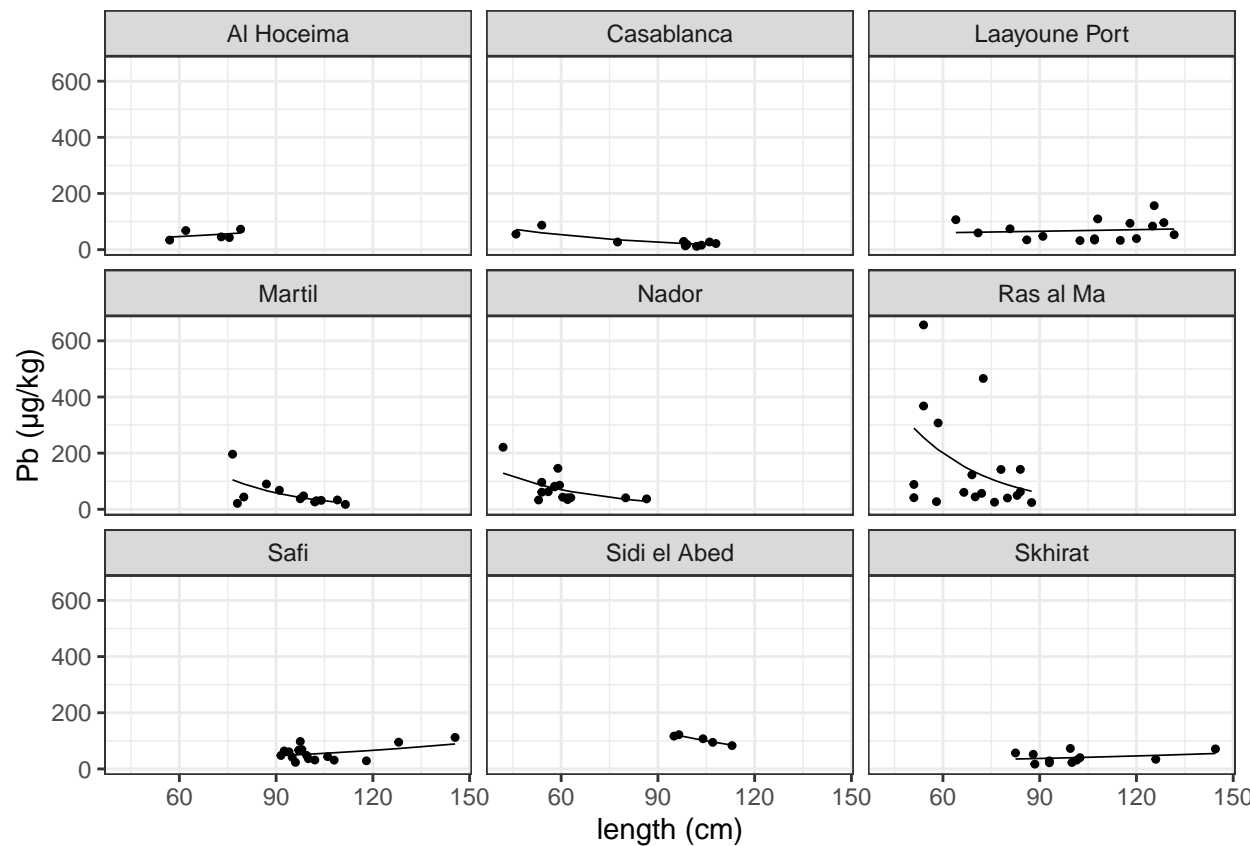 Al Hoceima Casablanca Laayoune Port
600
400
200
0
Martil Nador Ras al Ma
600
400
200
0
Safi Sidi el Abed Skhirat
600
400
200
0
60 90 120 150 60 90 120 150 60 90 120 150
length (cm)
Pb (µg/kg)